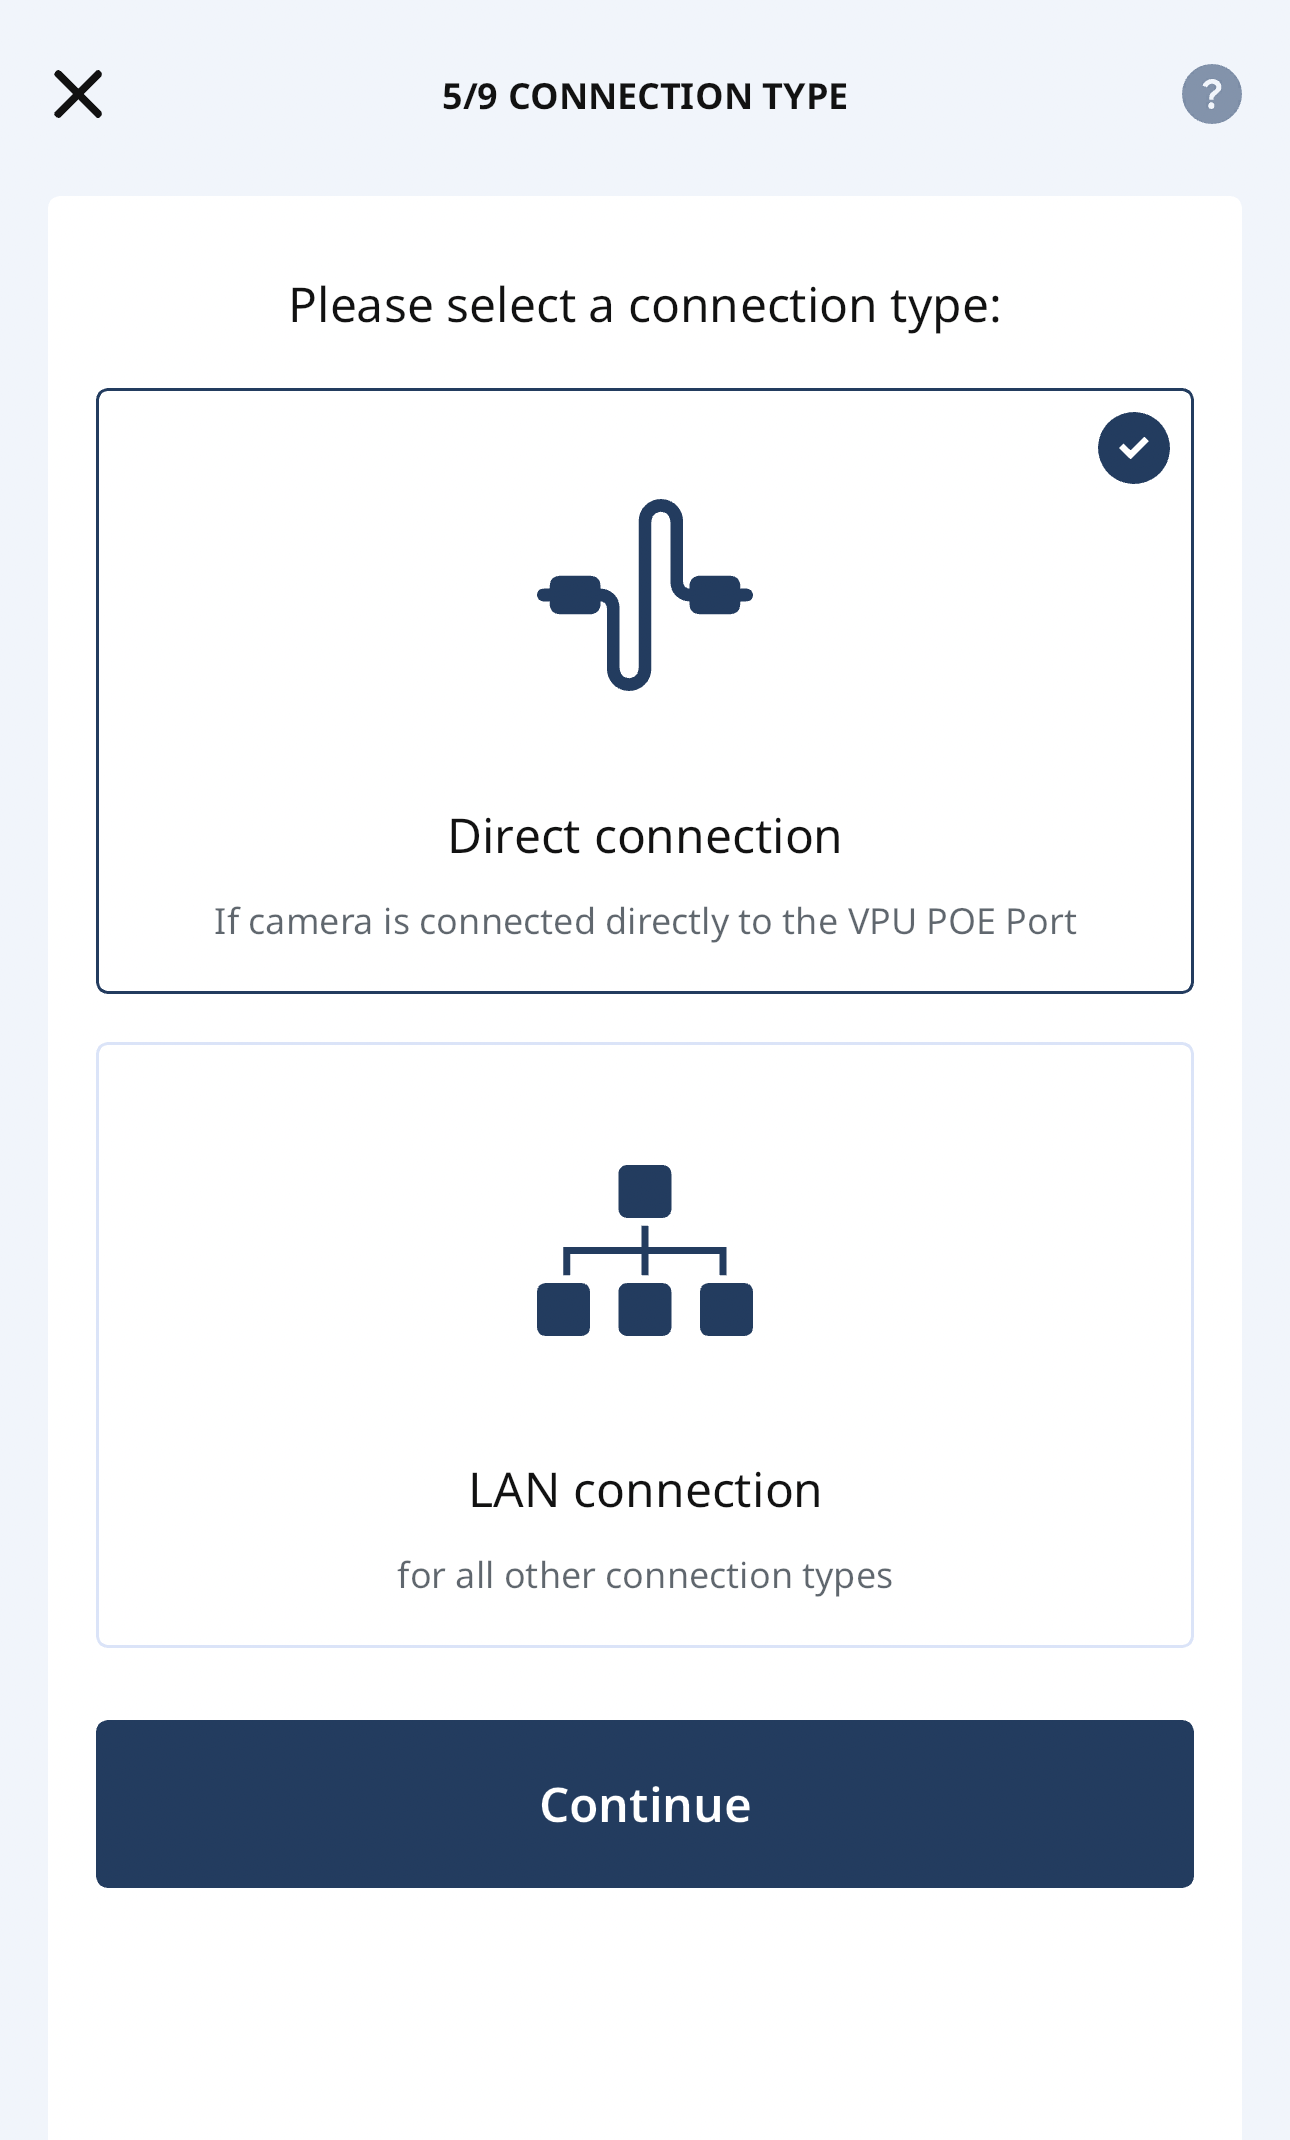 5/9 CONNECTION TYPE
?
Please select a connection type:
Direct connection
If camera is connected directly to the VPU POE Port
LAN connection
for all other connection types
Continue